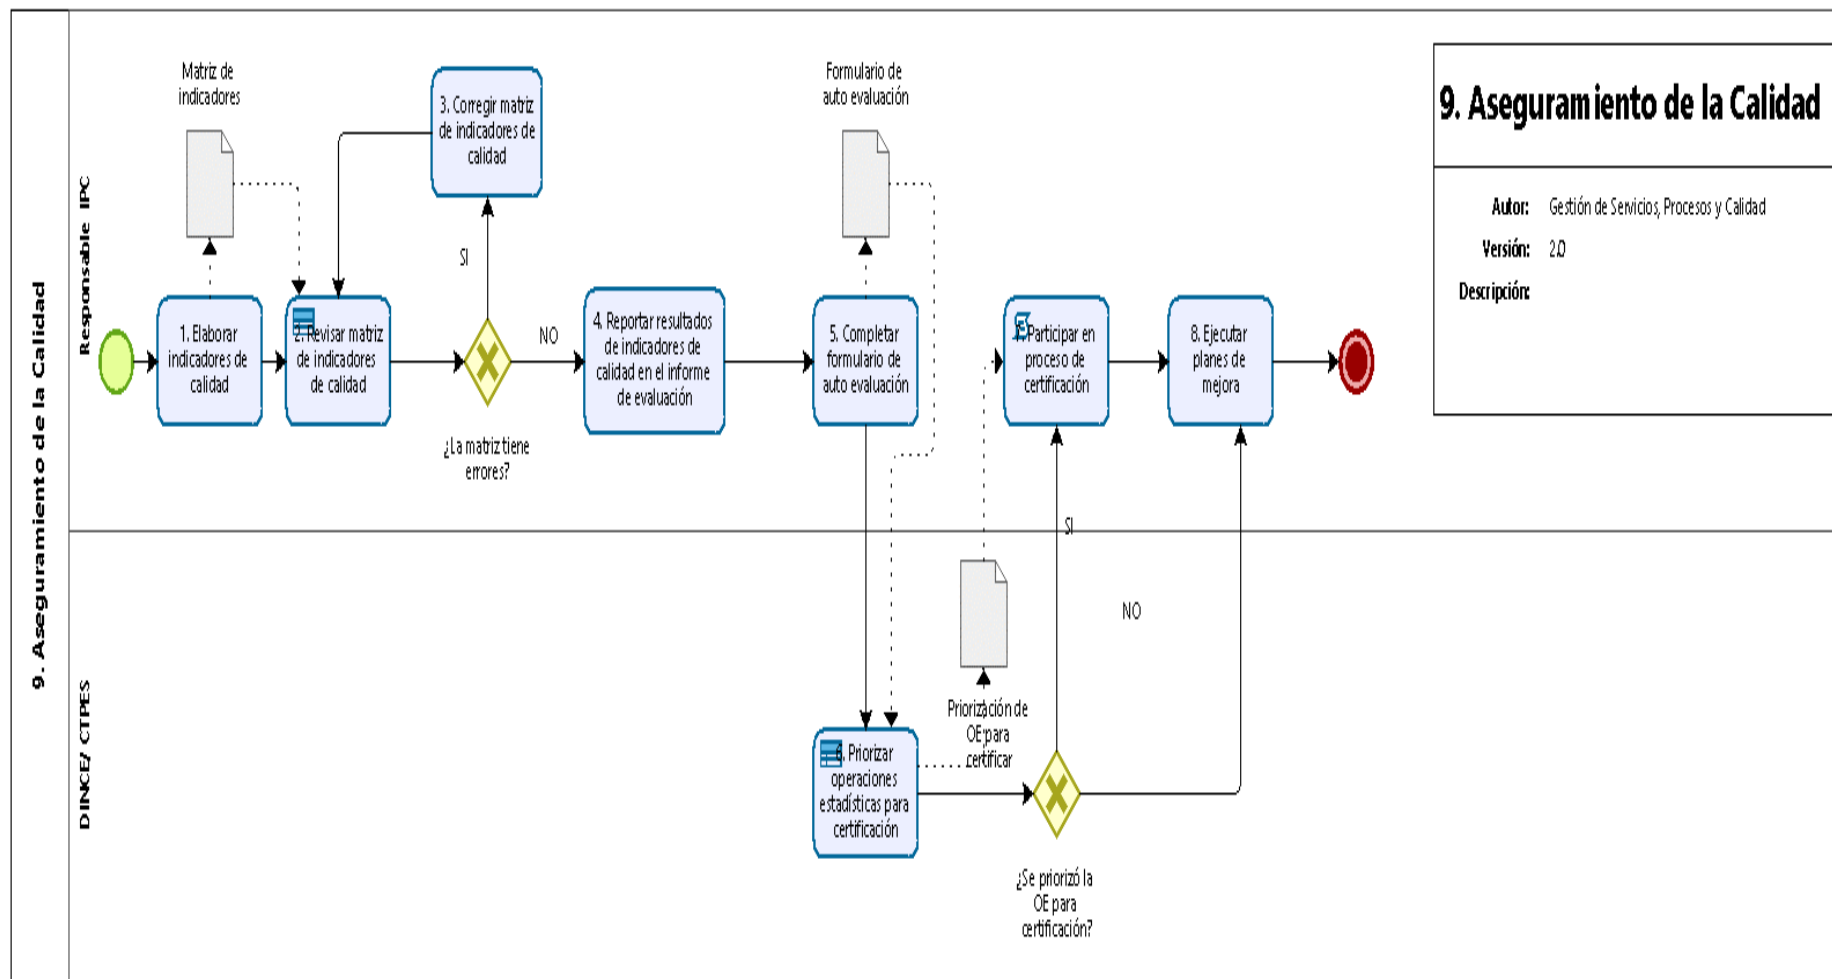 9. Aseguramiento de la Calidad
Responsable IPC
Matriz de
indicadores
3. Corregir matriz
de indicadores de
calidad
Formulario de
auto evaluación
SI
1. Elaborar
indicadores de
calidad
2. Revisar matriz
de indicadores
de calidad
¿La matriz tiene
errores?
NO
4. Reportar resultados
de indicadores de
calidad en el informe
de evaluación
5. Completar
formulario de
auto evaluación
7. Participar en
proceso de
certificación
8. Ejecutar
planes de
mejora
9. Aseguramiento de la Calidad
Autor: Gestión de Servicios, Procesos y Calidad
Versión: 2.0
Descripción:
DINCE/ CTPES
SI
NO
Priorización de
OE para
certificar
6. Priorizar
operaciones
estadísticas para
certificación
¿Se priorizó la
OE para
certificación?